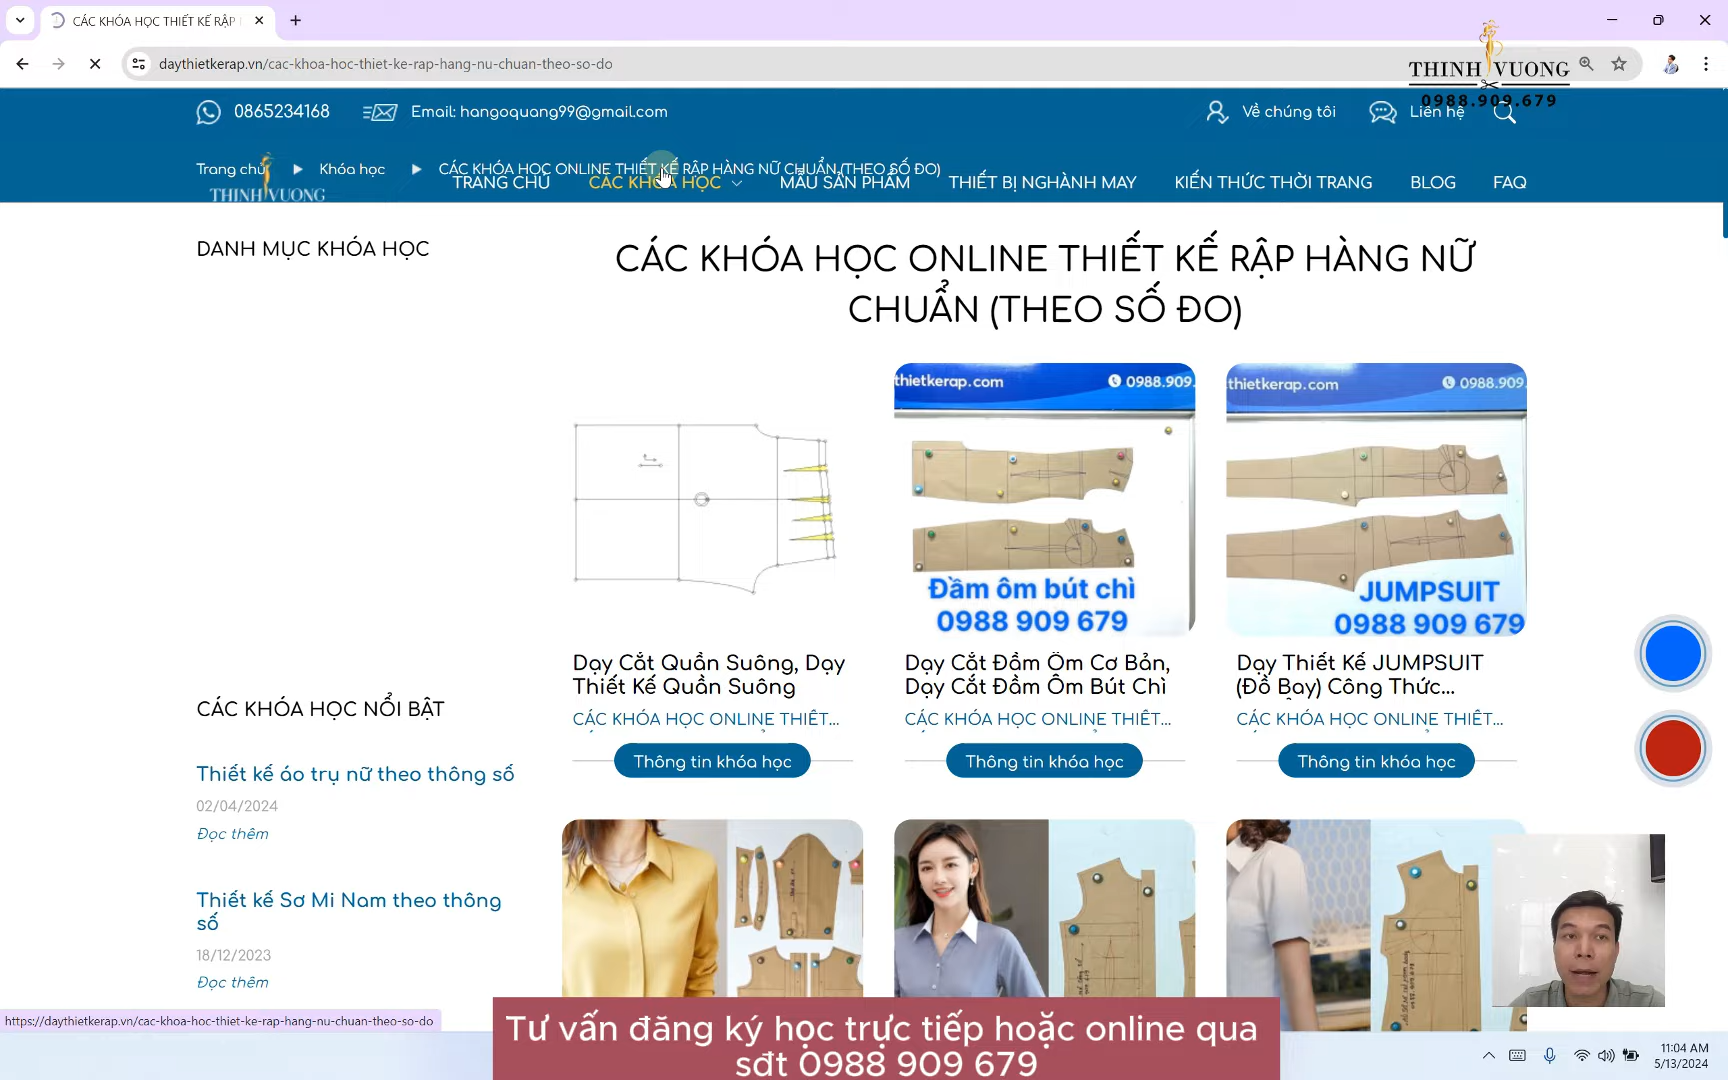 CÁC KHÓA HỌC THIẾT KẾ RẬP
daythietkerap.vn/cac-khoa-hoc-thiet-ke-rap-hang-nu-chuan-theo-so-do
THINH VUONG
0988.909.679
0865234168
Email: hangoquang99@gmail.com
Về chúng tôi
Liên hệ
Trang chủ
Khóa học
CÁC KHÓA HỌC ONLINE THIẾT KẾ RẬP HÀNG NỮ CHUẨN (THEO SỐ ĐO)
THINH VUONG
TRANG CHỦ
CÁC KHÓA HỌC
MẪU SẢN PHẨM
THIẾT BỊ NGHÀNH MAY
KIẾN THỨC THỜI TRANG
BLOG
FAQ
DANH MỤC KHÓA HỌC
CÁC KHÓA HỌC ONLINE THIẾT KẾ RẬP HÀNG NỮ
CHUẨN (THEO SỐ ĐO)
thietkerap.com
0988.909.
Đầm ôm bút chì
0988 909 679
thietkerap.com
0988.909.
JUMPSUIT
0988 909 679
Dạy Cắt Quần Suông, Dạy
Thiết Kế Quần Suông
CÁC KHÓA HỌC ONLINE THIẾT...
Thông tin khóa học
Dạy Cắt Đầm Ôm Cơ Bản,
Dạy Cắt Đầm Ôm Bút Chì
CÁC KHÓA HỌC ONLINE THIẾT...
Thông tin khóa học
Dạy Thiết Kế JUMPSUIT
(Đồ Bay) Công Thức...
CÁC KHÓA HỌC ONLINE THIẾT...
Thông tin khóa học
CÁC KHÓA HỌC NỔI BẬT
Thiết kế áo trụ nữ theo thông số
02/04/2024
Đọc thêm
Thiết kế Sơ Mi Nam theo thông
số
18/12/2023
Đọc thêm
https://daythietkerap.vn/cac-khoa-hoc-thiet-ke-rap-hang-nu-chuan-theo-so-do
Tư vấn đăng ký học trực tiếp hoặc online qua
sđt 0988 909 679
11:04 AM
5/13/2024